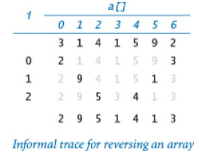 a[]
i 0 1 2 3 4 5 6
3 1 4 1 5 9 2
0 2 1 4 1 5 9 3
1 2 9 4 1 5 1 3
2 2 9 5 3 4 1 3
2 9 5 1 4 1 3
Informal trace for reversing an array